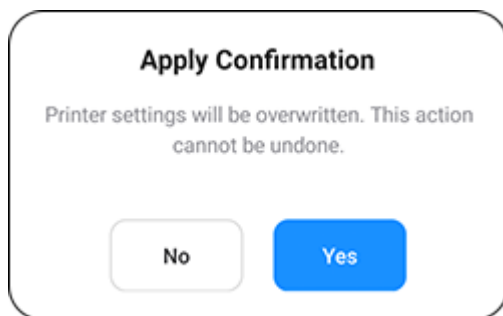 Apply Confirmation
Printer settings will be overwritten. This action
cannot be undone.
No
Yes